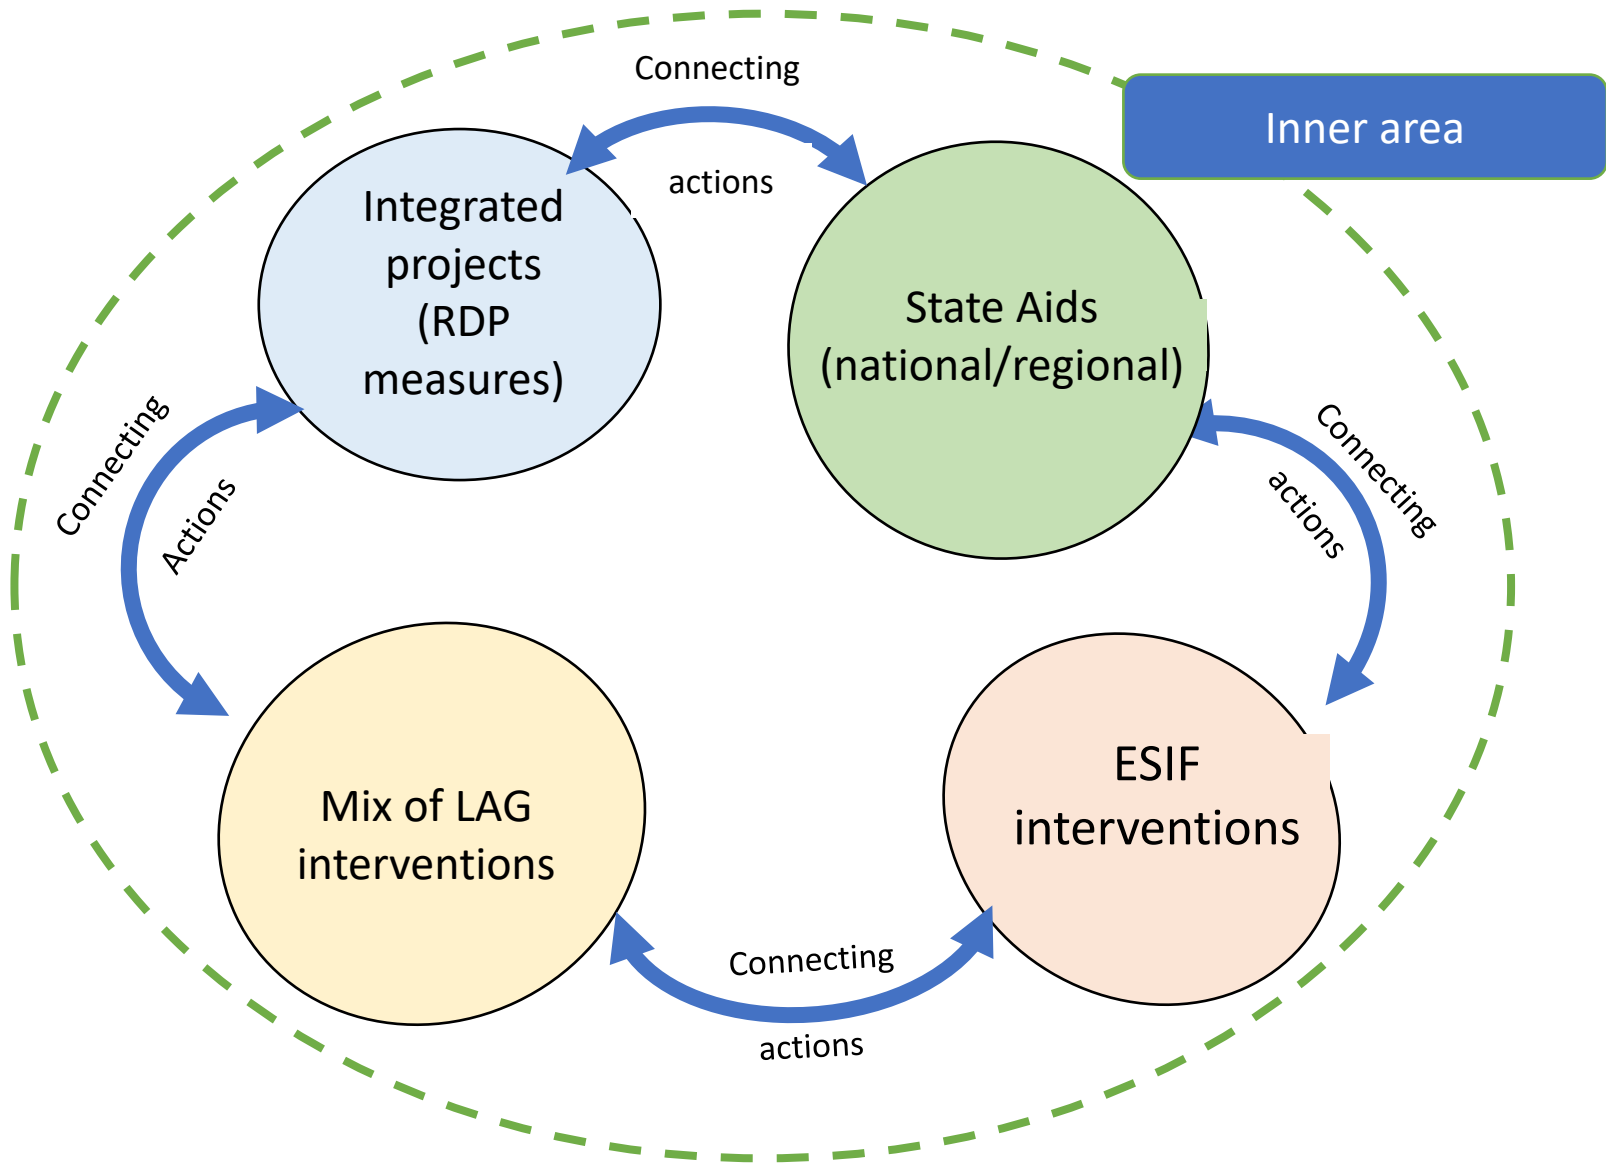 Connecting
actions
Inner area
Integrated
projects
(RDP
measures)
State Aids
(national/regional)
Connecting
Actions
Connecting
actions
Mix of LAG
interventions
ESIF
interventions
Connecting
actions